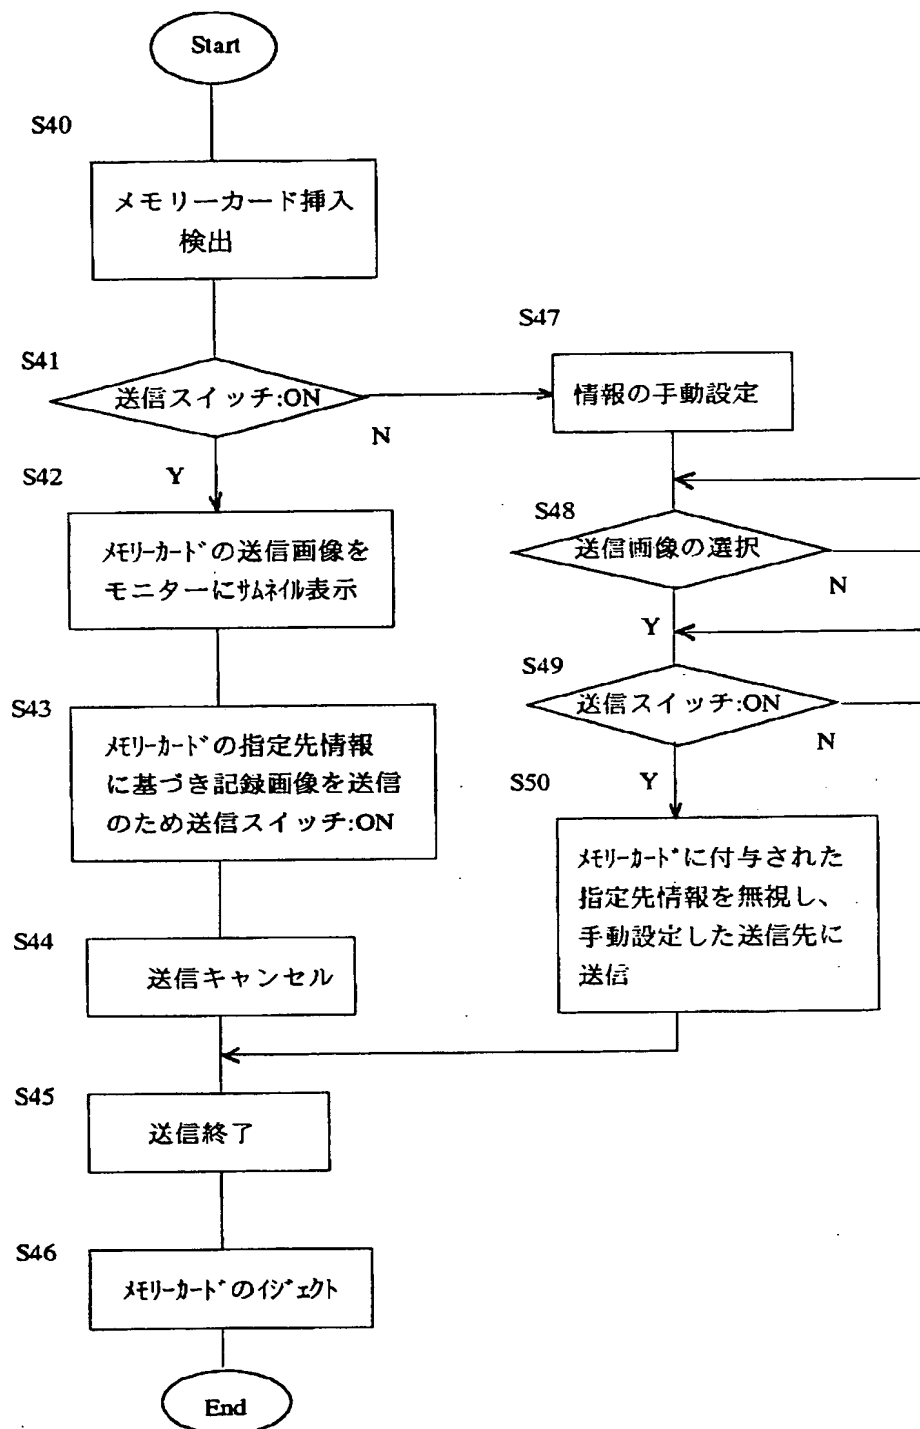 Start
S40
メモリーカード挿入
検出
S41
送信スイッチ:ON
N
Y
S42
ﾒﾓﾘｰｶｰﾄﾞの送信画像を
モニターにｻﾑﾈｲﾙ表示
S43
ﾒﾓﾘｰｶｰﾄﾞの指定先情報
に基づき記録画像を送信
のため送信スイッチ:ON
S44
送信キャンセル
S45
送信終了
S46
ﾒﾓﾘｰｶｰﾄﾞのｲｼﾞｪｸﾄ
End
S47
情報の手動設定
S48
送信画像の選択
N
Y
S49
送信スイッチ:ON
N
Y
S50
ﾒﾓﾘｰｶｰﾄﾞに付与された
指定先情報を無視し、
手動設定した送信先に
送信